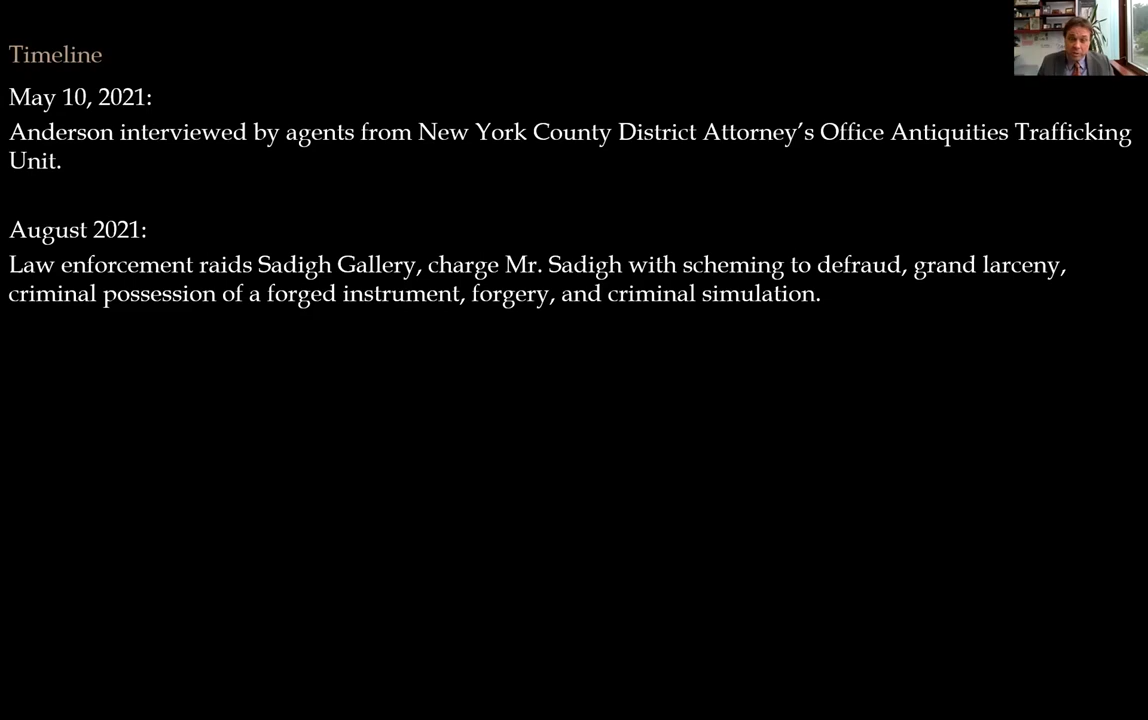 Timeline
May 10, 2021:
Anderson interviewed by agents from New York County District Attorney’s Office Antiquities Trafficking
Unit.
August 2021:
Law enforcement raids Sadigh Gallery, charge Mr. Sadigh with scheming to defraud, grand larceny,
criminal possession of a forged instrument, forgery, and criminal simulation.